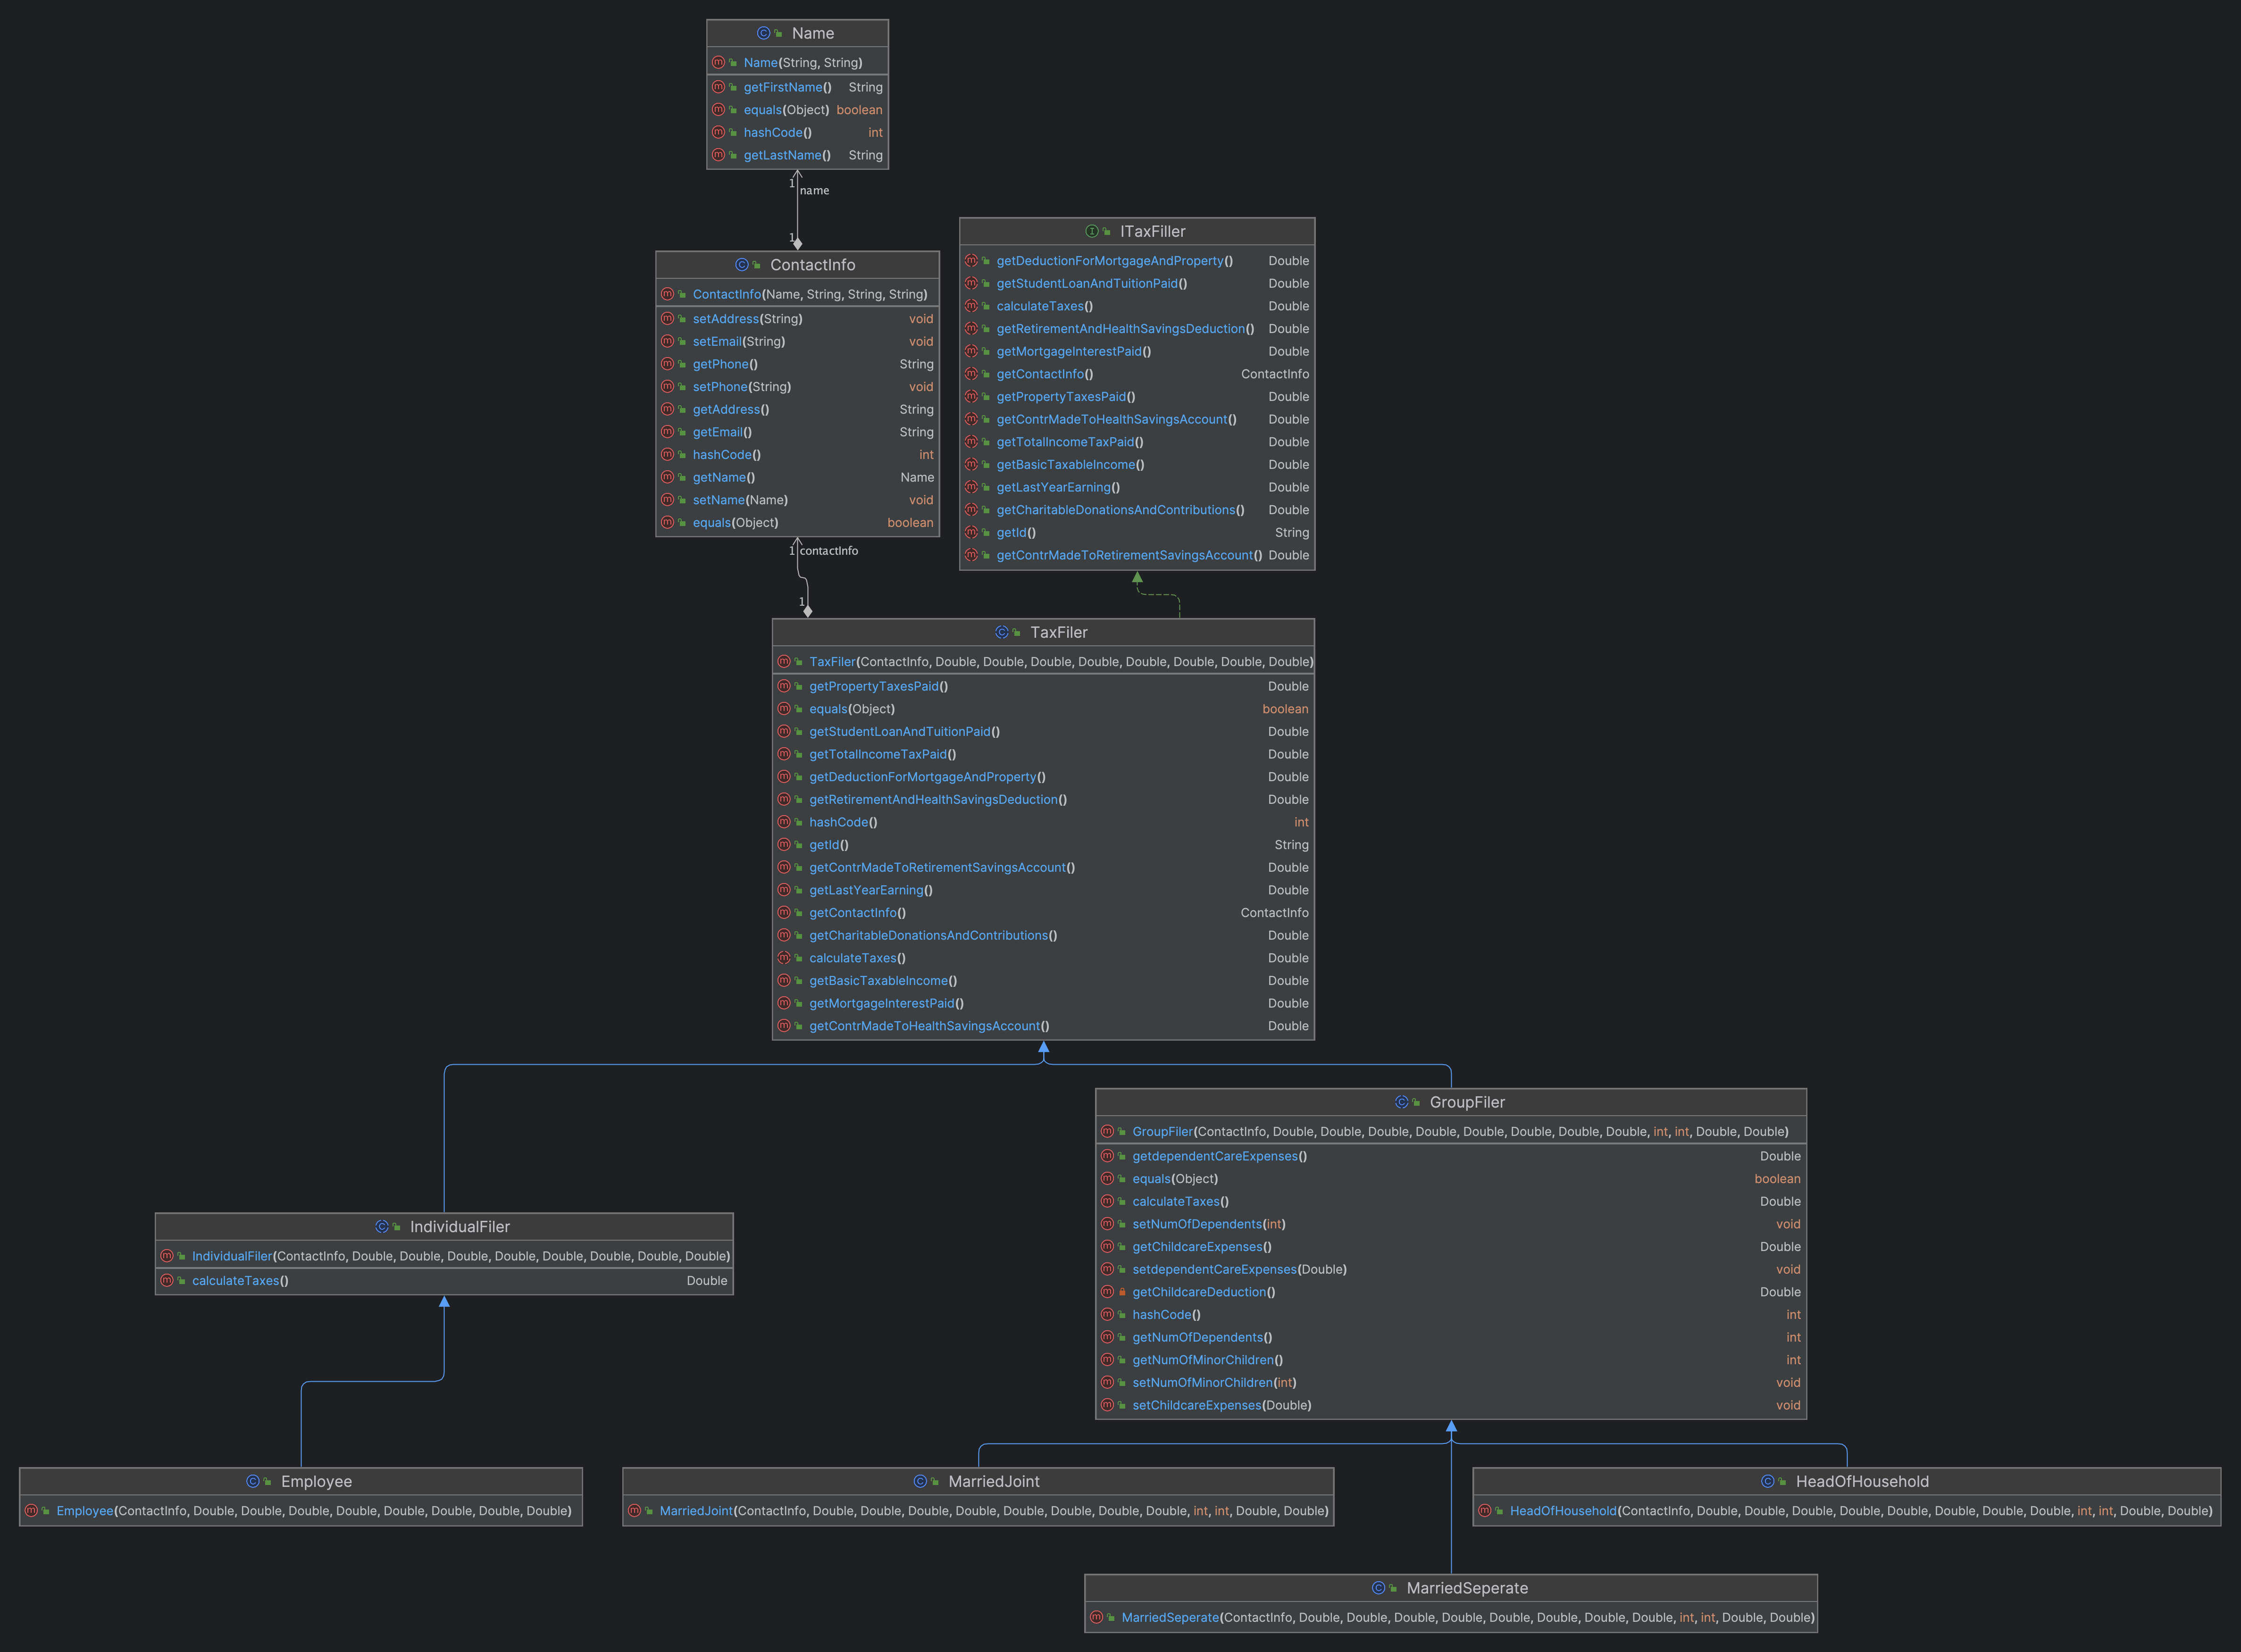 Name
Name(String, String)
getFirstName() String
equals(Object) boolean
hashCode() int
getLastName() String
1
name
1
ContactInfo
ContactInfo(Name, String, String, String)
setAddress(String) void
setEmail(String) void
getPhone() String
setPhone(String) void
getAddress() String
getEmail() String
hashCode() int
getName() Name
setName(Name) void
equals(Object) boolean
1 contactInfo
1
ITaxFiller
getDeductionForMortgageAndProperty() Double
getStudentLoanAndTuitionPaid() Double
calculateTaxes() Double
getRetirementAndHealthSavingsDeduction() Double
getMortgageInterestPaid() Double
getContactInfo() ContactInfo
getPropertyTaxesPaid() Double
getContrMadeToHealthSavingsAccount() Double
getTotalIncomeTaxPaid() Double
getBasicTaxableIncome() Double
getLastYearEarning() Double
getCharitableDonationsAndContributions() Double
getId() String
getContrMadeToRetirementSavingsAccount() Double
TaxFiler
TaxFiler(ContactInfo, Double, Double, Double, Double, Double, Double, Double, Double)
getPropertyTaxesPaid() Double
equals(Object) boolean
getStudentLoanAndTuitionPaid() Double
getTotalIncomeTaxPaid() Double
getDeductionForMortgageAndProperty() Double
getRetirementAndHealthSavingsDeduction() Double
hashCode() int
getId() String
getContrMadeToRetirementSavingsAccount() Double
getLastYearEarning() Double
getContactInfo() ContactInfo
getCharitableDonationsAndContributions() Double
calculateTaxes() Double
getBasicTaxableIncome() Double
getMortgageInterestPaid() Double
getContrMadeToHealthSavingsAccount() Double
GroupFiler
GroupFiler(ContactInfo, Double, Double, Double, Double, Double, Double, Double, Double, int, int, Double, Double)
getdependentCareExpenses() Double
equals(Object) boolean
calculateTaxes() Double
setNumOfDependents(int) void
getChildcareExpenses() Double
setdependentCareExpenses(Double) void
getChildcareDeduction() Double
hashCode() int
getNumOfDependents() int
getNumOfMinorChildren() int
setNumOfMinorChildren(int) void
setChildcareExpenses(Double) void
IndividualFiler
IndividualFiler(ContactInfo, Double, Double, Double, Double, Double, Double, Double, Double)
calculateTaxes() Double
Employee
Employee(ContactInfo, Double, Double, Double, Double, Double, Double, Double, Double)
MarriedJoint
MarriedJoint(ContactInfo, Double, Double, Double, Double, Double, Double, Double, Double, int, int, Double, Double)
HeadOfHousehold
HeadOfHousehold(ContactInfo, Double, Double, Double, Double, Double, Double, Double, Double, int, int, Double, Double)
MarriedSeperate
MarriedSeperate(ContactInfo, Double, Double, Double, Double, Double, Double, Double, Double, int, int, Double, Double)